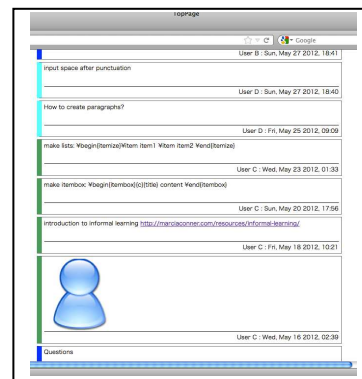 TopPage
Google
User B : Sun, May 27 2012, 18:41
input space after punctuation
User D : Sun, May 27 2012, 18:40
How to create paragraphs?
User D : Fri, May 25 2012, 09:09
make lists: ¥begin{itemize}¥item item1 ¥item item2 ¥end{itemize}
User C : Wed, May 23 2012, 01:33
make itembox: ¥begin{itembox}{c}{title} content ¥end{itembox}
User C : Sun, May 20 2012, 17:56
introduction to informal learning http://marciaconner.com/resources/informal-learning/
User C : Fri, May 18 2012, 10:21
User C : Wed, May 16 2012, 02:39
Questions